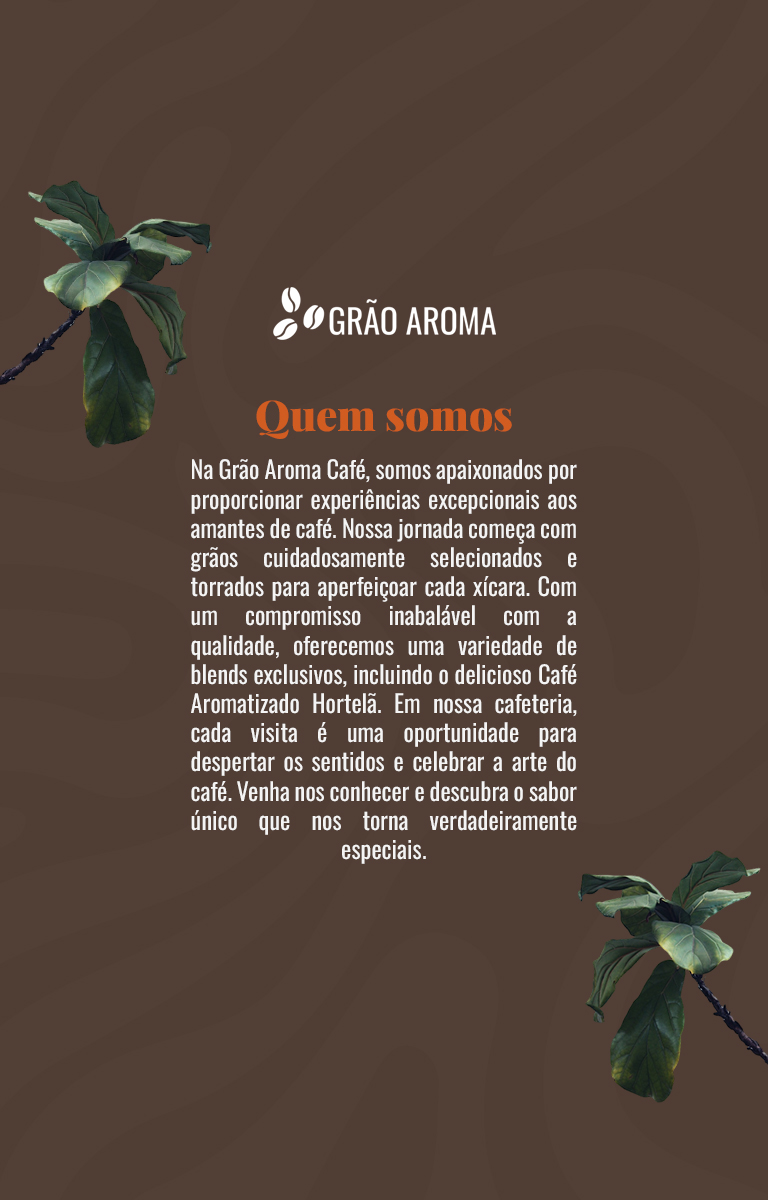 GRÃO AROMA
Quem somos
Na Grão Aroma Café, somos apaixonados por
proporcionar experiências excepcionais aos
amantes de café. Nossa jornada começa com
grãos cuidadosamente selecionados e
torrados para aperfeiçoar cada xícara. Com
um compromisso inabalável com a
qualidade, oferecemos uma variedade de
blends exclusivos, incluindo o delicioso Café
Aromatizado Hortelã. Em nossa cafeteria,
cada visita é uma oportunidade para
despertar os sentidos e celebrar a arte do
café. Venha nos conhecer e descubra o sabor
único que nos torna verdadeiramente
especiais.